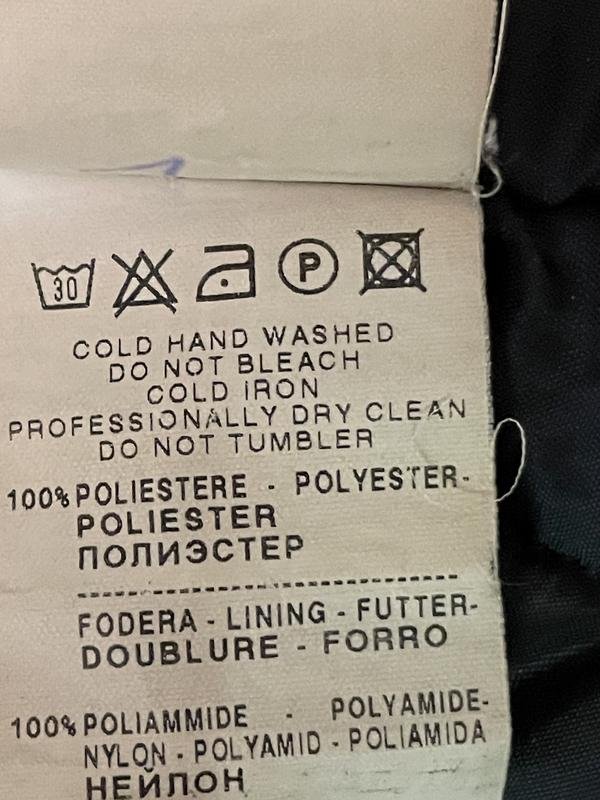 30 P
COLD HAND WASHED
DO NOT BLEACH
COLD IRON
PROFESSIONALLY DRY CLEAN
DO NOT TUMBLER
100% POLIESTERE - POLYESTER-
POLIESTER
ПОЛИЭСТЕР
FODERA - LINING - FUTTER-
DOUBLURE - FORRO
100% POLIAMMIDE - POLYAMIDE-
NYLON - POLYAMID - POLIAMIDA
НЕЙЛОН